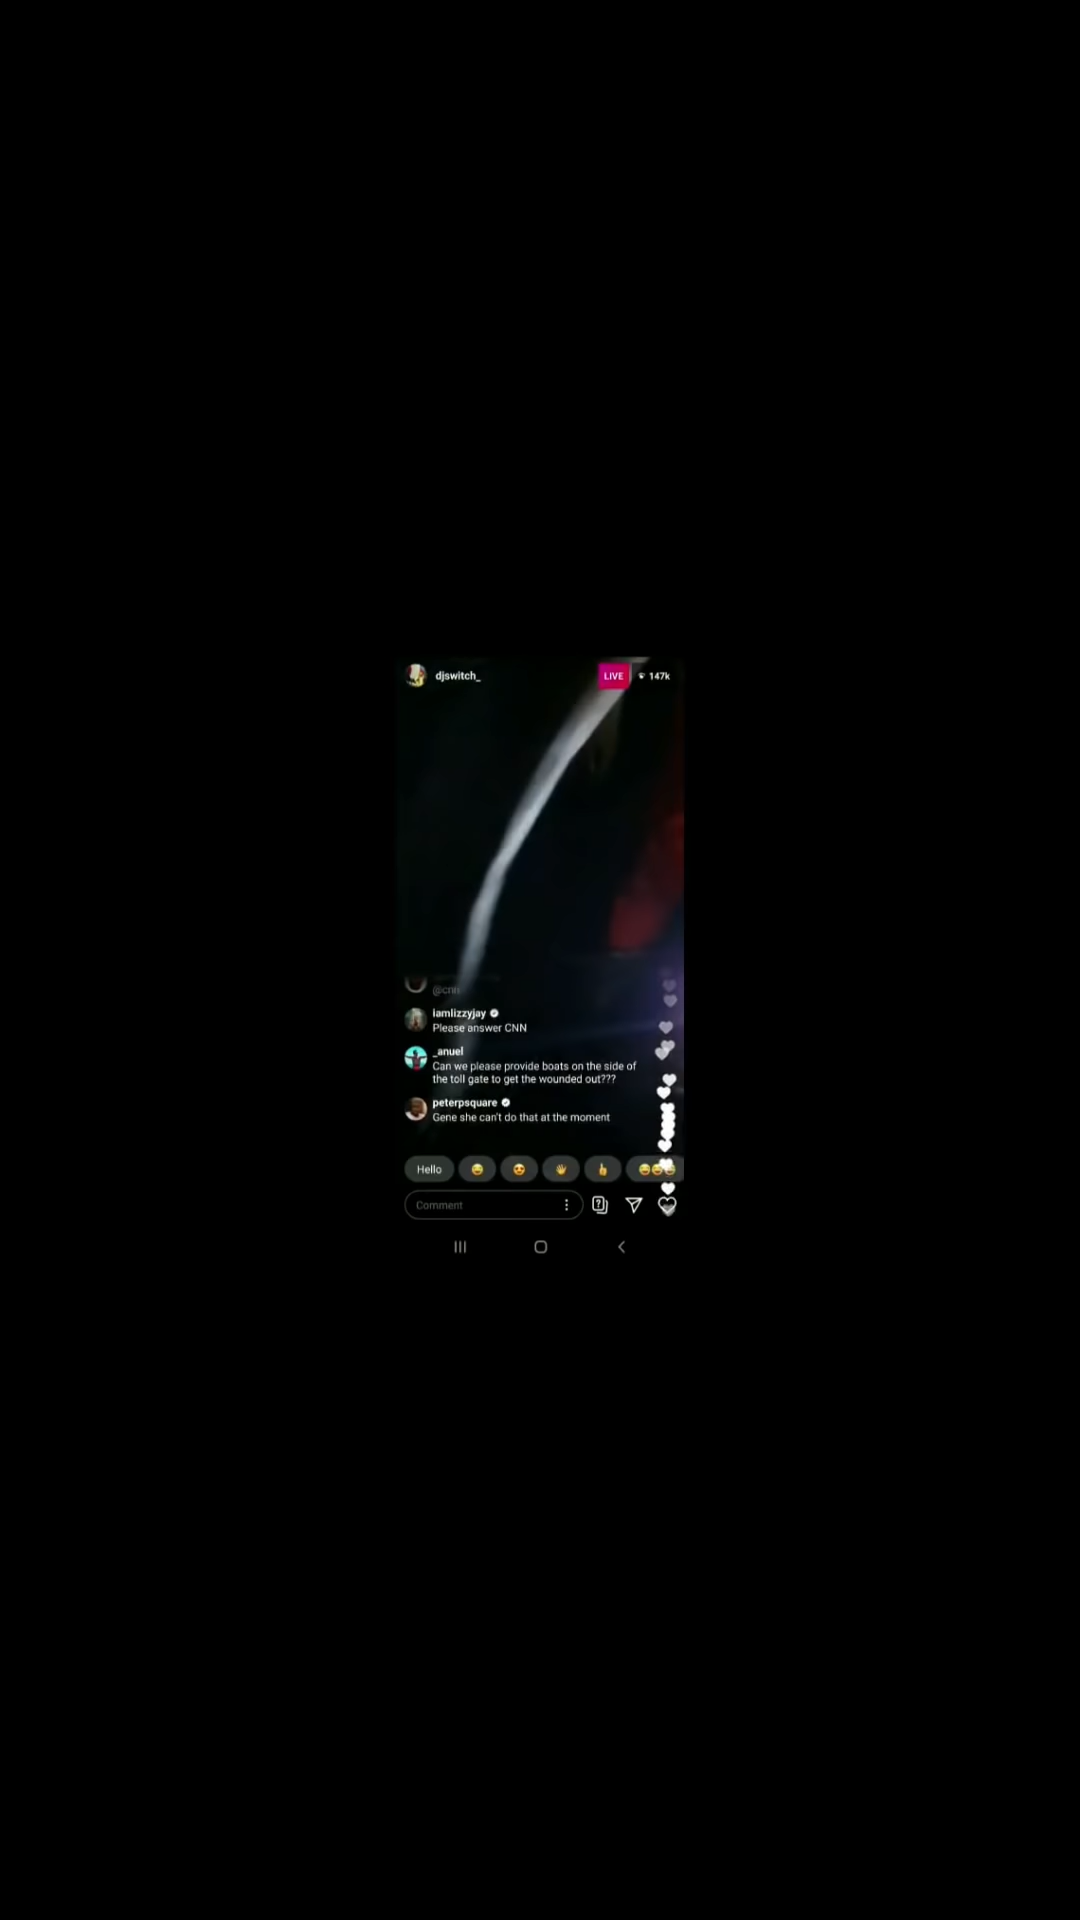 djswitch_
LIVE
147k
@cnn
iamlizzyjay
Please answer CNN
_anuel
Can we please provide boats on the side of
the toll gate to get the wounded out???
peterpsquare
Gene she can't do that at the moment
Hello
Comment